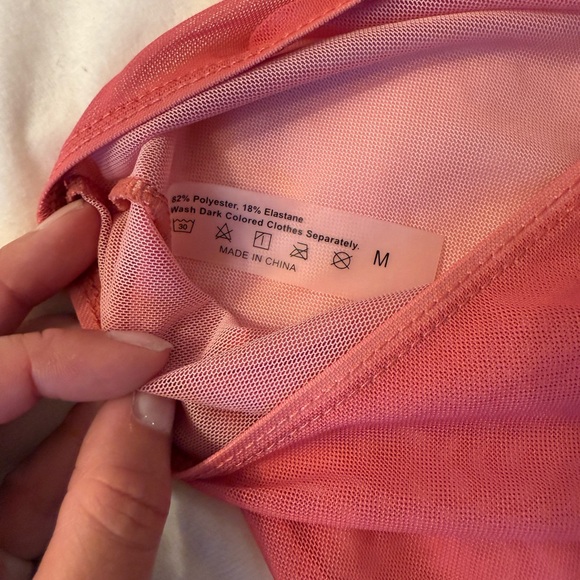 82% Polyester, 18% Elastane
Wash Dark Colored Clothes Separately.
30
M
MADE IN CHINA